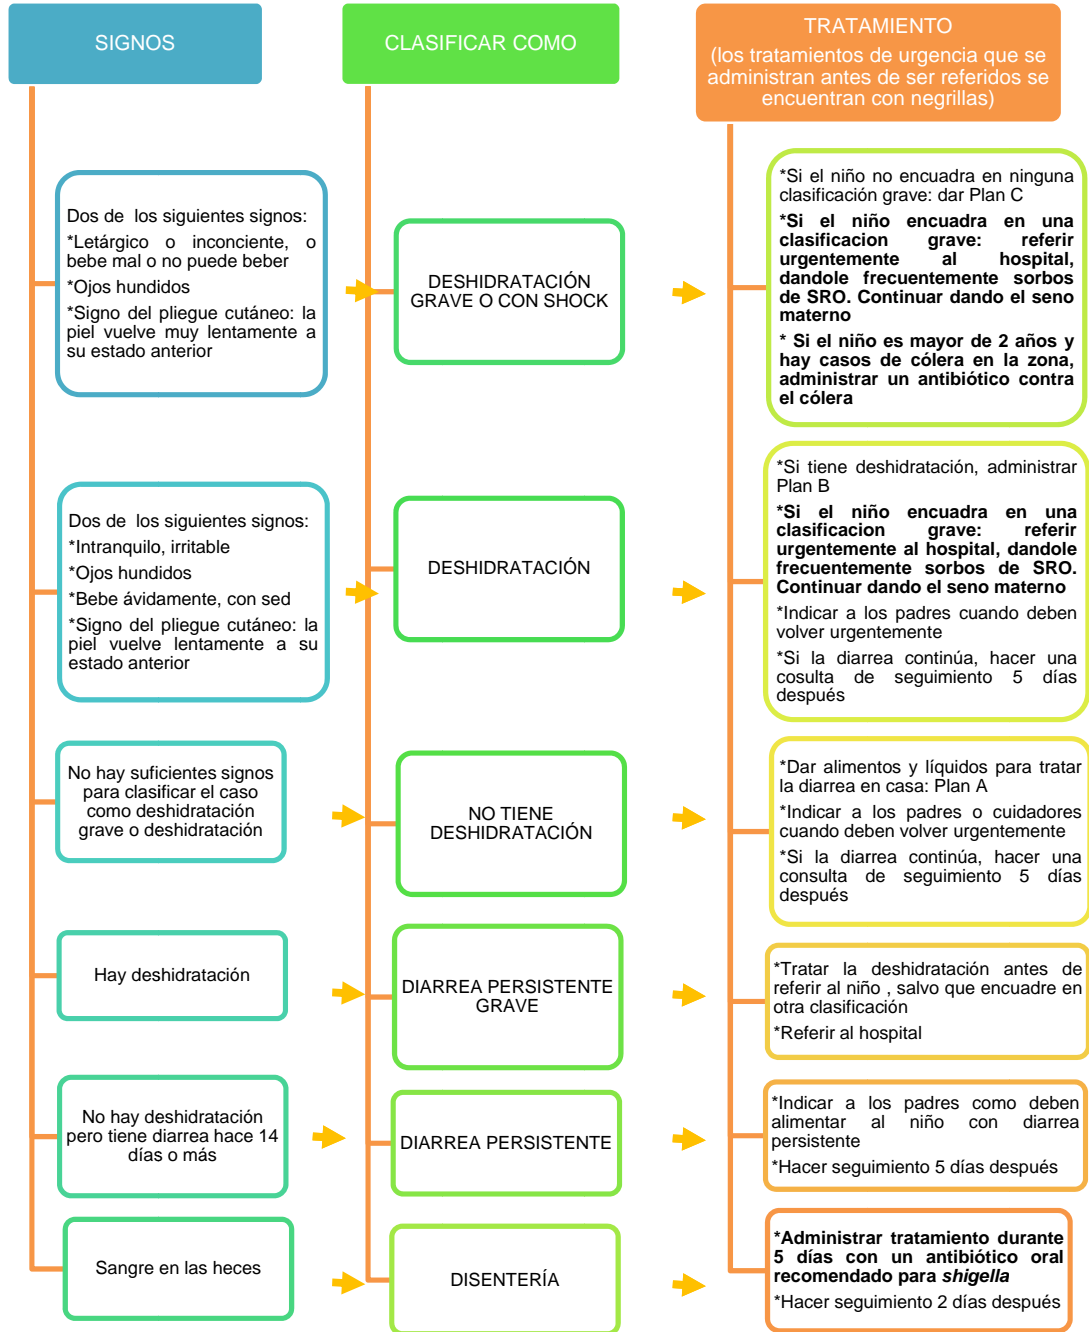 SIGNOS
CLASIFICAR COMO
TRATAMIENTO
(los tratamientos de urgencia que se
administran antes de ser referidos se
encuentran con negrillas)
Dos de los siguientes signos:
*Letárgico o inconciente, o
bebe mal o no puede beber
*Ojos hundidos
*Signo del pliegue cutáneo: la
piel vuelve muy lentamente a
su estado anterior
DESHIDRATACIÓN
GRAVE O CON SHOCK
*Si el niño no encuadra en ninguna
clasificación grave: dar Plan C
*Si el niño encuadra en una
clasificacion grave: referir
urgentemente al hospital,
dandole frecuentemente sorbos
de SRO. Continuar dando el seno
materno
* Si el niño es mayor de 2 años y
hay casos de cólera en la zona,
administrar un antibiótico contra
el cólera
Dos de los siguientes signos:
*Intranquilo, irritable
*Ojos hundidos
*Bebe ávidamente, con sed
*Signo del pliegue cutáneo: la
piel vuelve lentamente a su
estado anterior
DESHIDRATACIÓN
*Si tiene deshidratación, administrar
Plan B
*Si el niño encuadra en una
clasificacion grave: referir
urgentemente al hospital, dandole
frecuentemente sorbos de SRO.
Continuar dando el seno materno
*Indicar a los padres cuando deben
volver urgentemente
*Si la diarrea continúa, hacer una
cosulta de seguimiento 5 días
después
No hay suficientes signos
para clasificar el caso
como deshidratación
grave o deshidratación
NO TIENE
DESHIDRATACIÓN
*Dar alimentos y líquidos para tratar
la diarrea en casa: Plan A
*Indicar a los padres o cuidadores
cuando deben volver urgentemente
*Si la diarrea continúa, hacer una
consulta de seguimiento 5 días
después
Hay deshidratación
DIARREA PERSISTENTE
GRAVE
*Tratar la deshidratación antes de
referir al niño , salvo que encuadre en
otra clasificación
*Referir al hospital
No hay deshidratación
pero tiene diarrea hace 14
días o más
DIARREA PERSISTENTE
*Indicar a los padres como deben
alimentar al niño con diarrea
persistente
*Hacer seguimiento 5 días después
Sangre en las heces
DISENTERÍA
*Administrar tratamiento durante
5 días con un antibiótico oral
recomendado para shigella
*Hacer seguimiento 2 días después